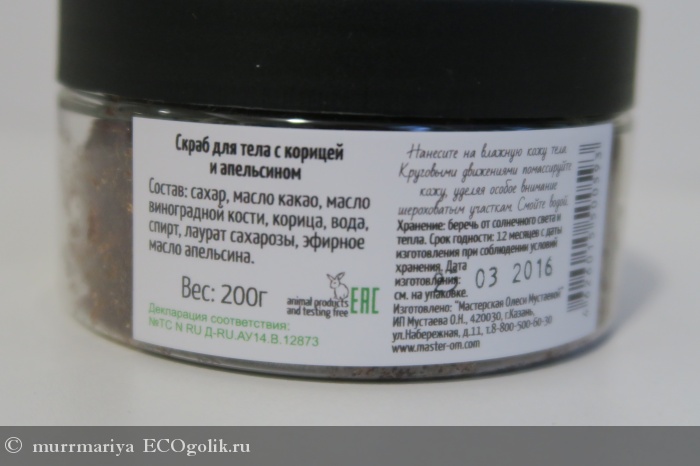 Скраб для тела с корицей
и апельсином
Состав: сахар, масло какао, масло
виноградной кости, корица, вода,
спирт, лаурат сахарозы, эфирное
масло апельсина.
Вес: 200г
animal products
and testing free
EAC
Декларация соответствия:
№ТС N RU Д-RU.АУ14.В.12873
Нанесите на влажную кожу тела.
Круговыми движениями помассируйте
кожу, уделяя особое внимание
шероховатым участкам. Смойте водой.
Хранение: беречь от солнечного света и
тепла. Срок годности: 12 месяцев с даты
изготовления при соблюдении условий
хранения. Дата
изготовления:
03 2016
см. на упаковке.
Изготовлено: "Мастерская Олеси Мустаевой"
ИП Мустаева О.Н., 420030, г.Казань,
ул.Набережная, д.11, т.8-800-500-60-30
www.master-om.com
© murrmariya ECOgolik.ru